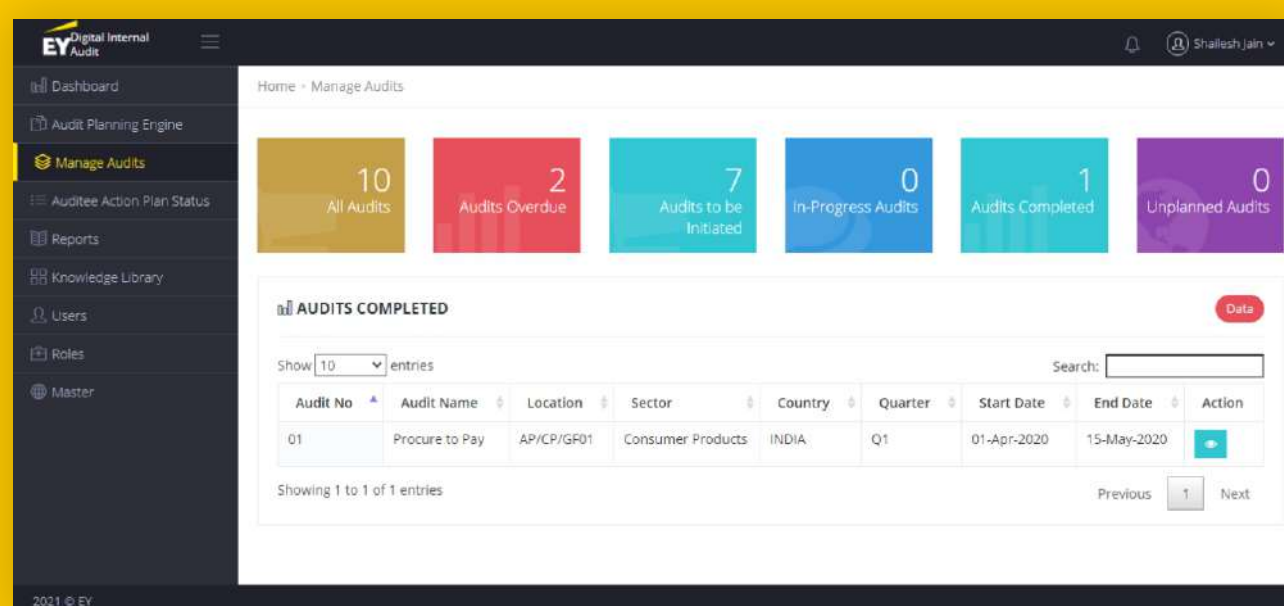 EY Digital Internal
Audit
Shailesh Jain
Dashboard
Audit Planning Engine
Manage Audits
Auditee Action Plan Status
Reports
Knowledge Library
Users
Roles
Master
Home - Manage Audits
10
All Audits
2
Audits Overdue
7
Audits to be
Initiated
0
In-Progress Audits
1
Audits Completed
0
Unplanned Audits
AUDITS COMPLETED
Data
Show 10 entries
Search:
Audit No Audit Name Location Sector Country Quarter Start Date End Date Action
01 Procure to Pay AP/CP/GF01 Consumer Products INDIA Q1 01-Apr-2020 15-May-2020
Showing 1 to 1 of 1 entries
Previous 1 Next
2021 © EY